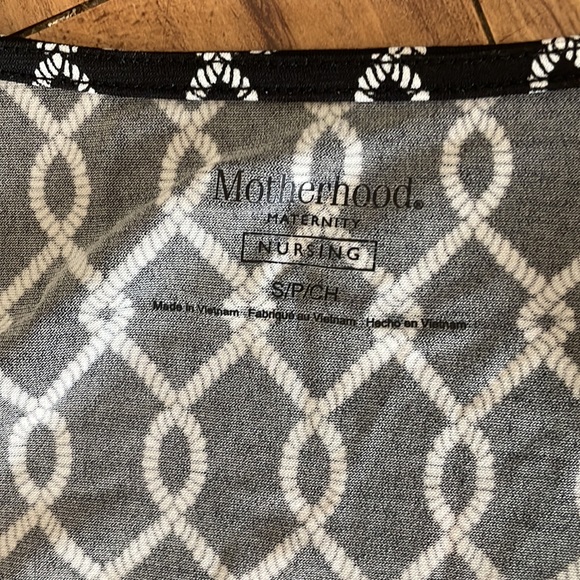 Motherhood®
MATERNITY
NURSING
S/P/CH
Made in Vietnam · Fabriqué au Vietnam · Hecho en Vietnam